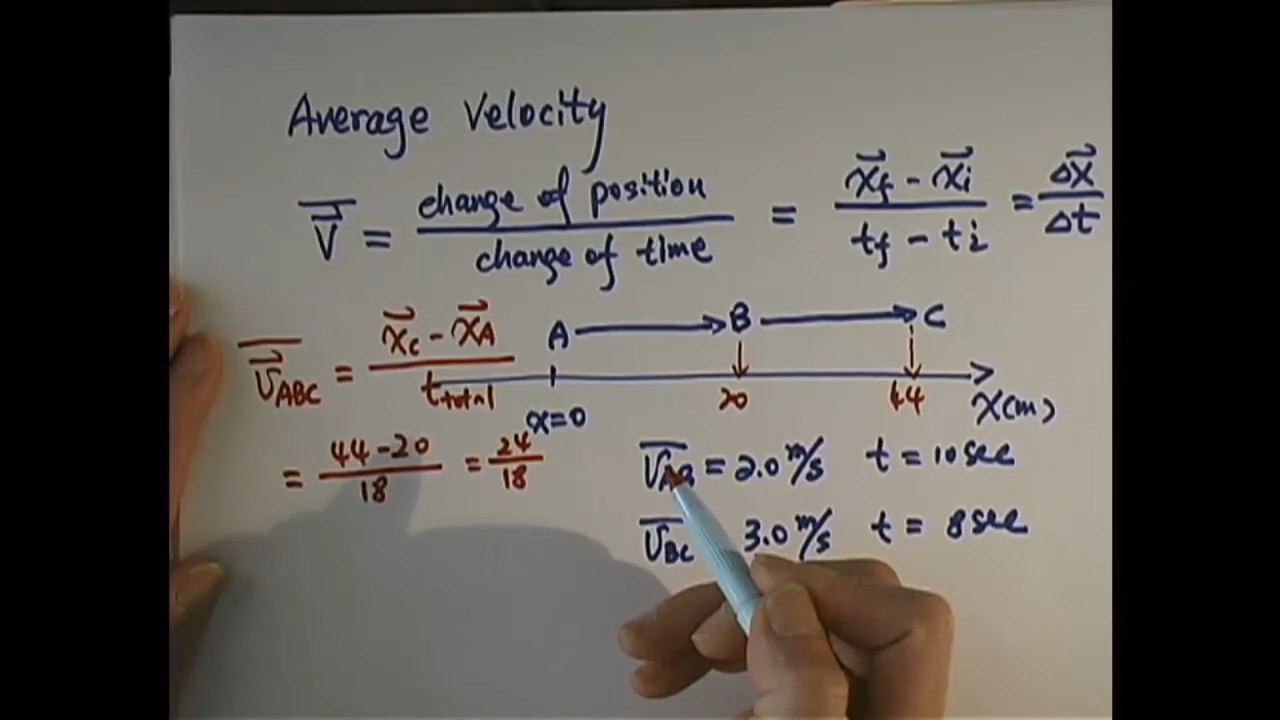 Average Velocity
V = change of position / change of time = xf - xi / tf - ti = Δx / Δt
vABC = xC - xA / ttotal
A B C
20 44 X(m)
x=0
= 44-20 / 18 = 24 / 18
vAB = 2.0 m/s t = 10 sec
vBC 3.0 m/s t = 8 sec